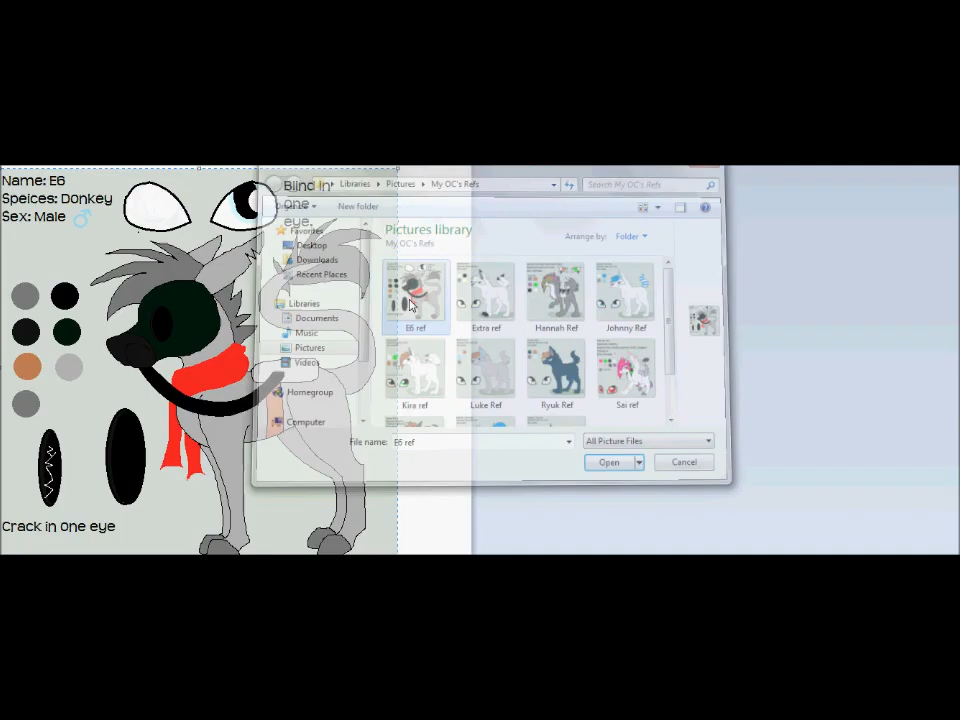 Name: E6
Speices: Donkey
Sex: Male
Blind in
one
eye.
Crack in one eye
Libraries
Pictures
My OC's Refs
Search My OC's Refs
New folder
Favorites
Desktop
Downloads
Recent Places
Libraries
Documents
Music
Pictures
Videos
Homegroup
Computer
Pictures library
My OC's Refs
Arrange by: Folder
E6 ref
Extra ref
Hannah Ref
Johnny Ref
Kira ref
Luke Ref
Ryuk Ref
Sai ref
File name: E6 ref
All Picture Files
Open
Cancel